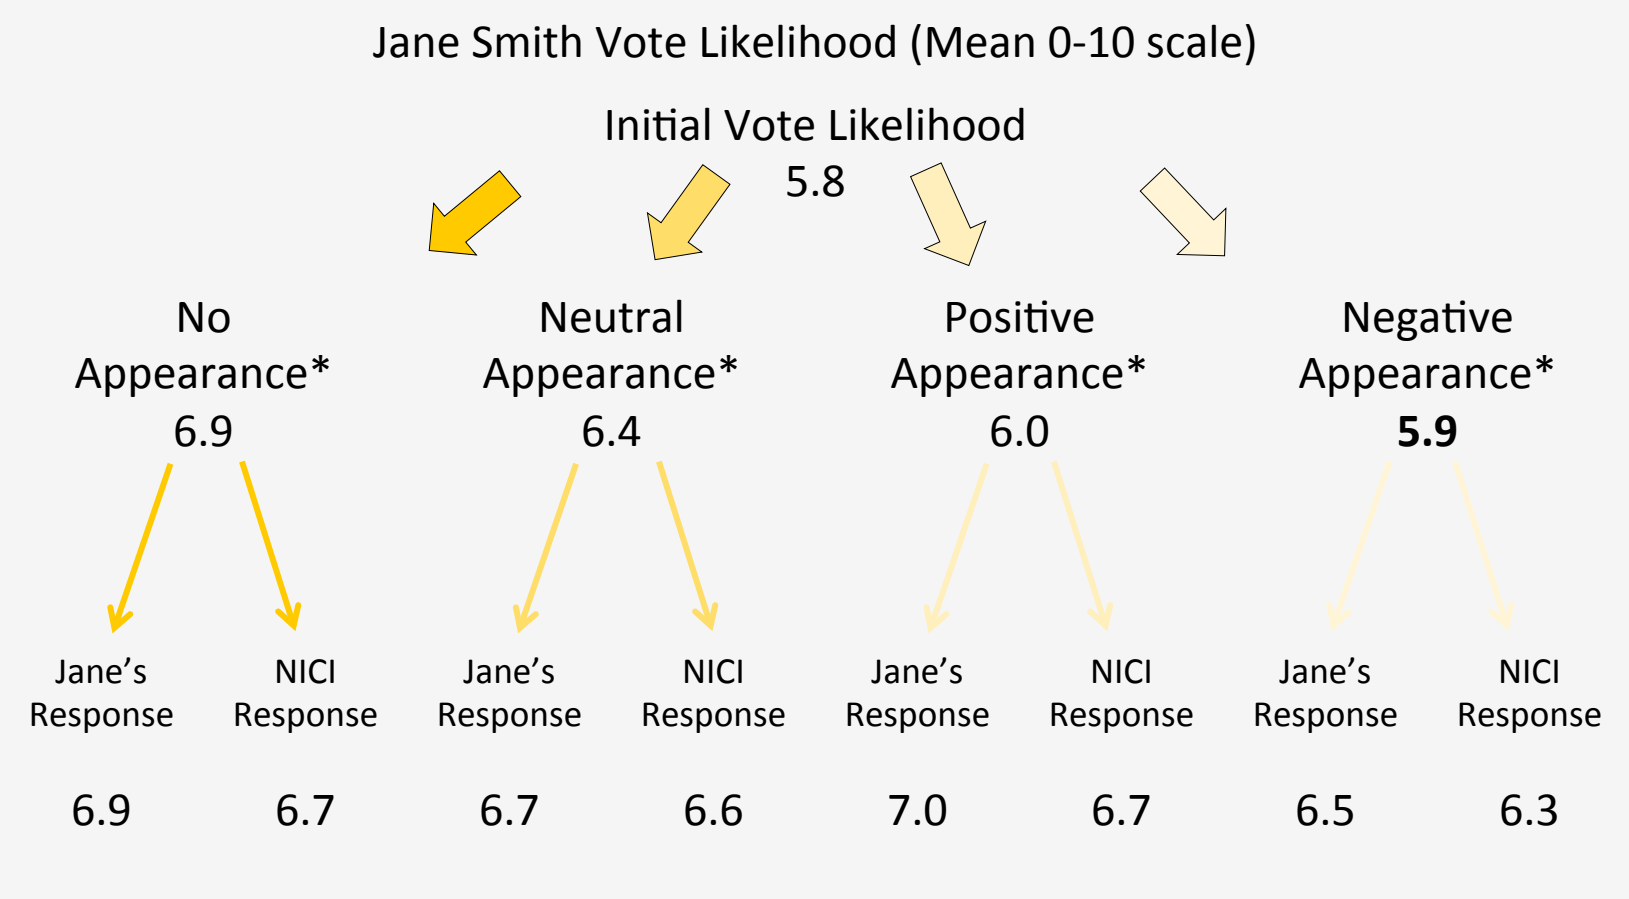 Jane Smith Vote Likelihood (Mean 0-10 scale)
Initial Vote Likelihood
5.8
No
Appearance*
6.9
Neutral
Appearance*
6.4
Positive
Appearance*
6.0
Negative
Appearance*
5.9
Jane’s
Response
6.9
NICI
Response
6.7
Jane’s
Response
6.7
NICI
Response
6.6
Jane’s
Response
7.0
NICI
Response
6.7
Jane’s
Response
6.5
NICI
Response
6.3